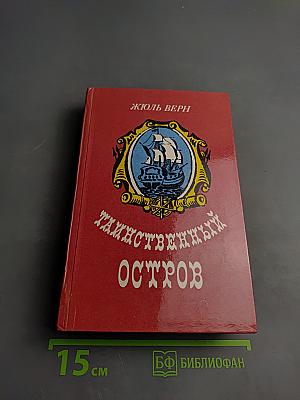 ЖЮЛЬ ВЕРН
ТАИНСТВЕННЫЙ
ОСТРОВ
15 см
БФ БИБЛИОФАН